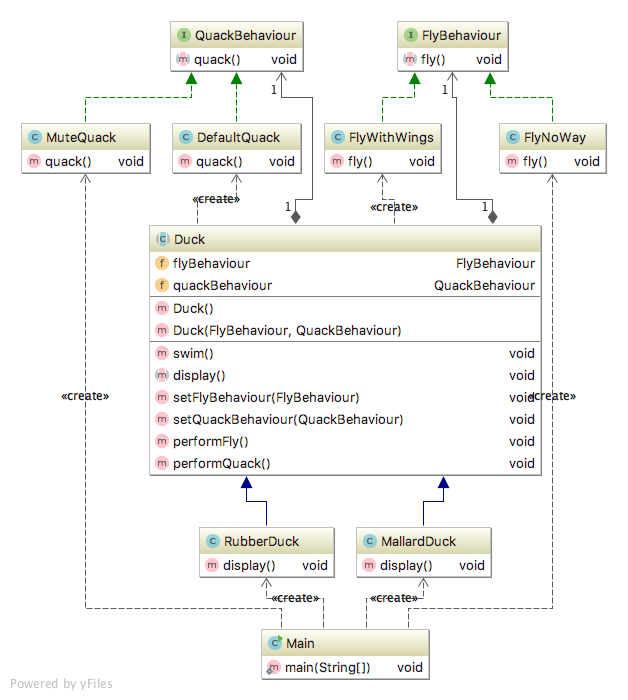 QuackBehaviour
quack() void
FlyBehaviour
fly() void
1
1
MuteQuack
quack() void
DefaultQuack
quack() void
FlyWithWings
fly() void
FlyNoWay
fly() void
«create»
«create»
1
1
Duck
flyBehaviour FlyBehaviour
quackBehaviour QuackBehaviour
Duck()
Duck(FlyBehaviour, QuackBehaviour)
swim() void
display() void
setFlyBehaviour(FlyBehaviour) void
setQuackBehaviour(QuackBehaviour) void
performFly() void
performQuack() void
«create»
«create»
RubberDuck
display() void
MallardDuck
display() void
«create»
«create»
Main
main(String[]) void
Powered by yFiles